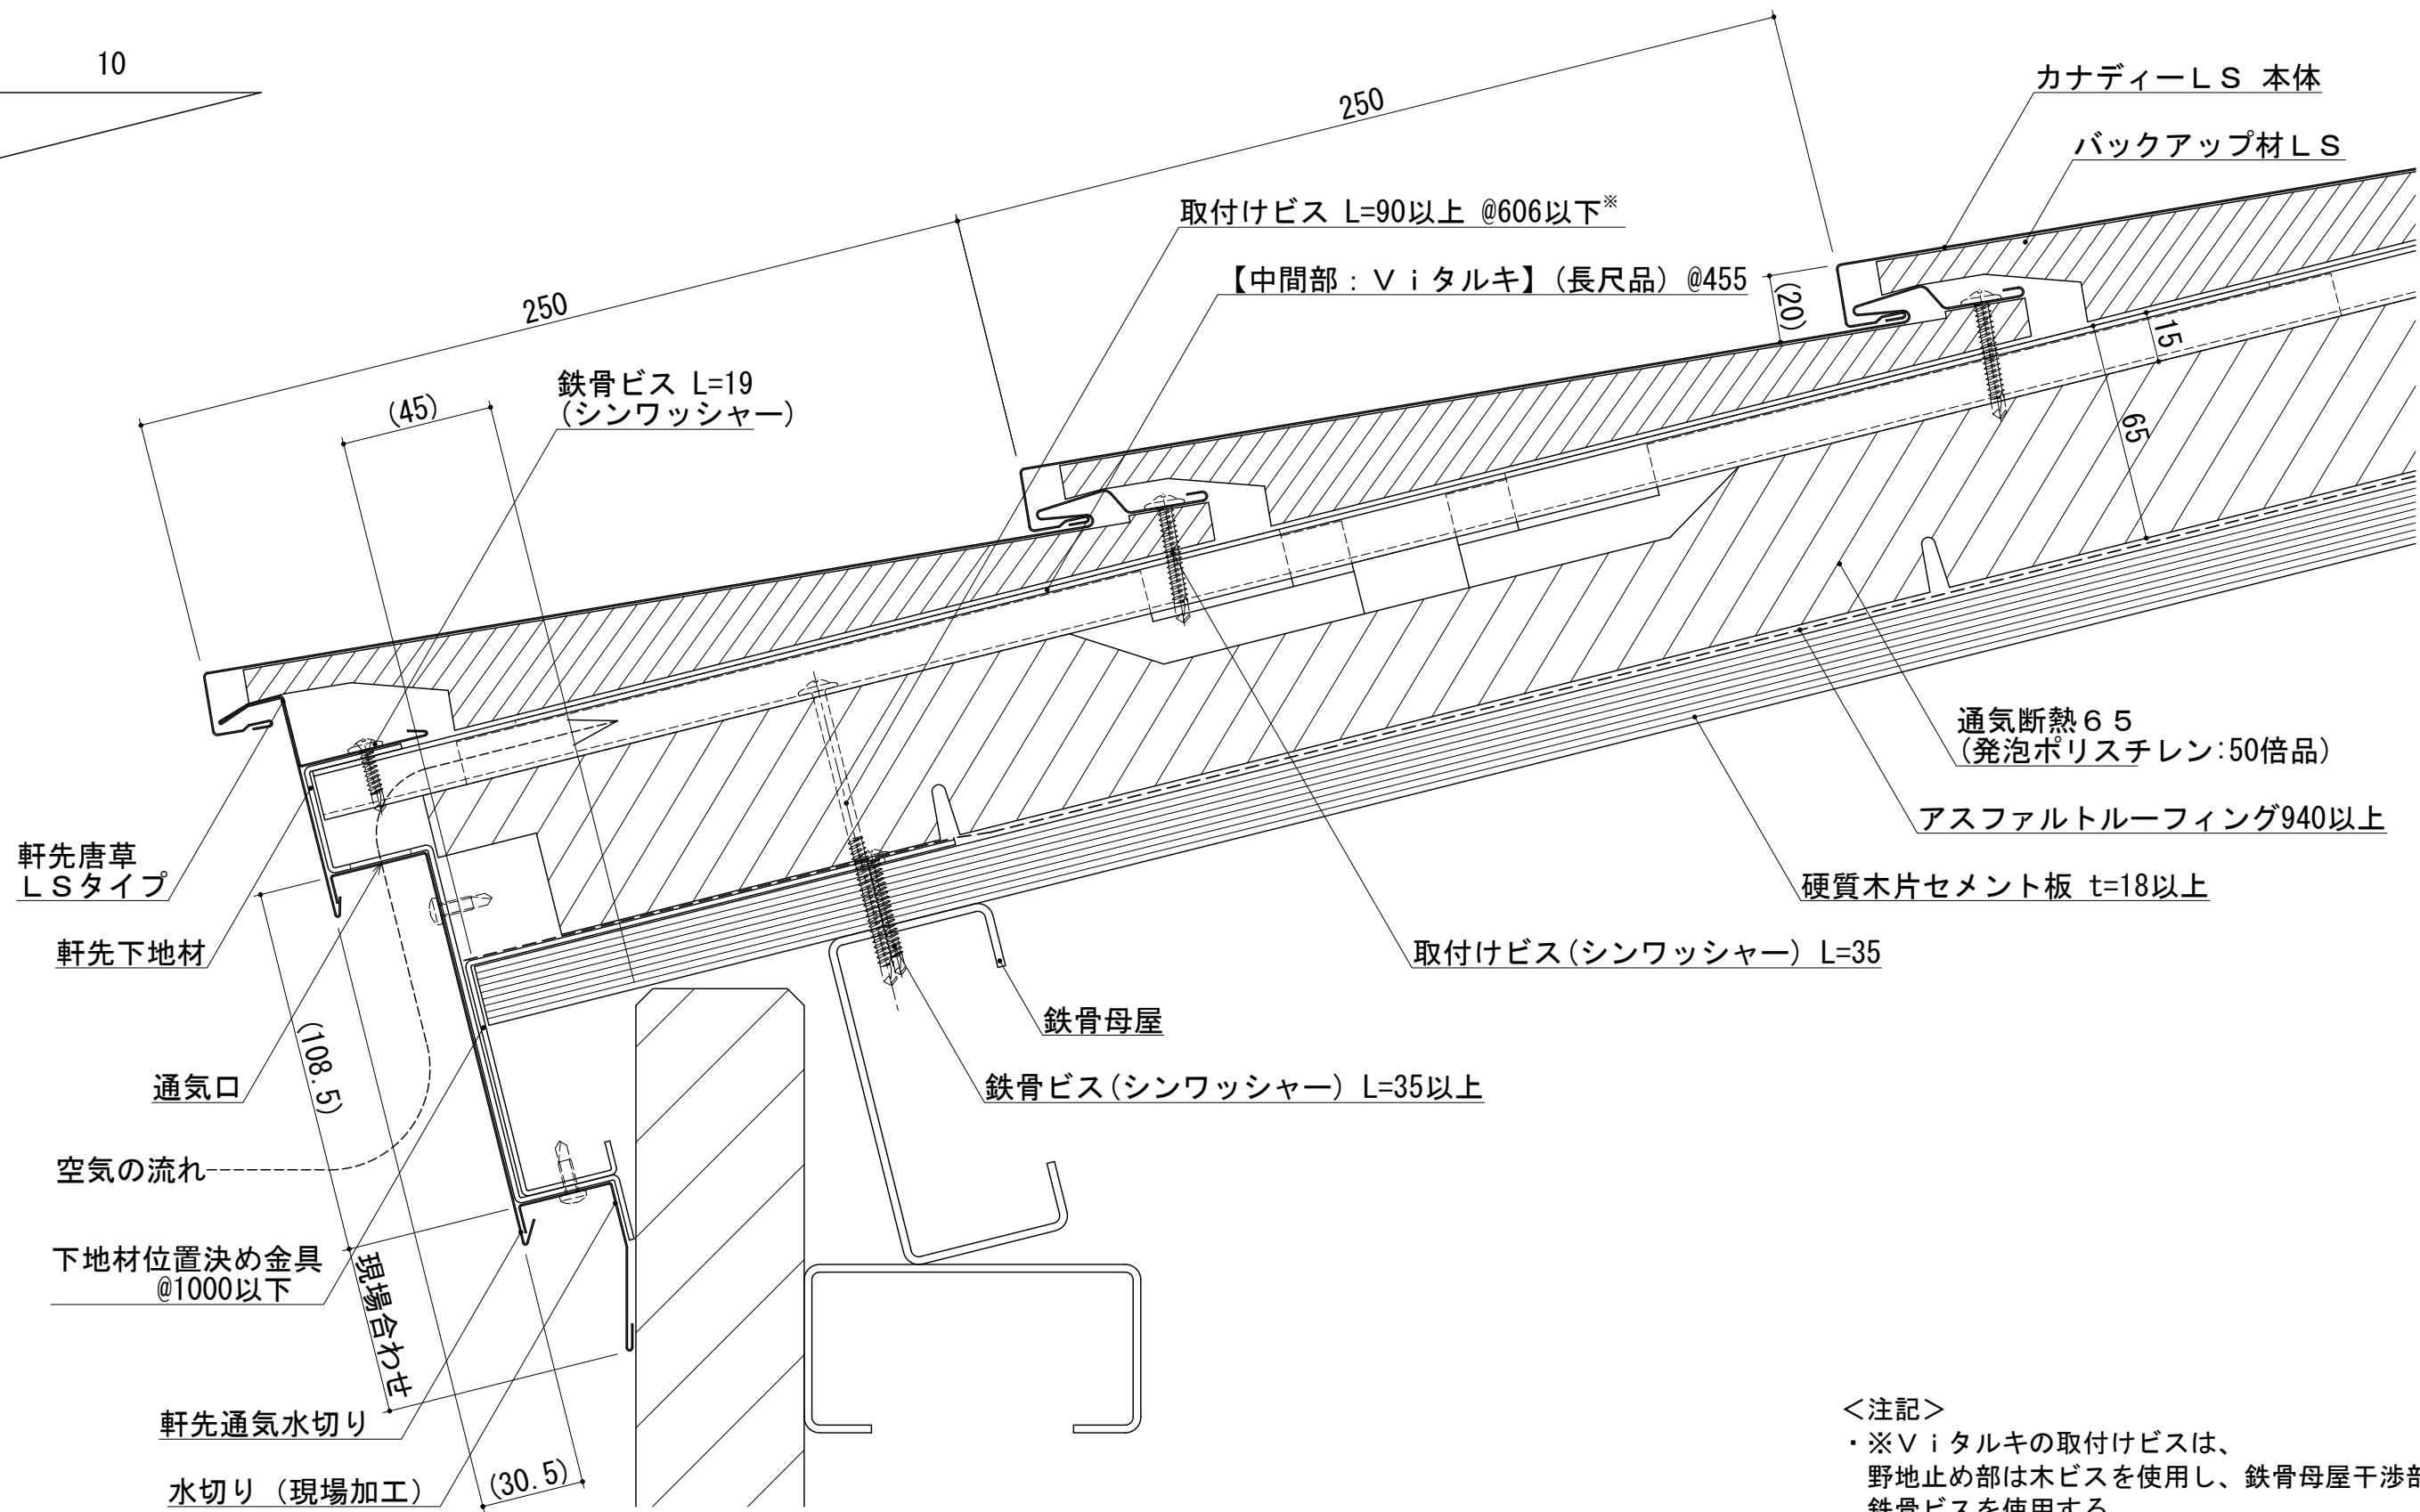 10
カナディーＬＳ 本体
250
バックアップ材ＬＳ
取付けビス L=90以上 @606以下※
【中間部：Ｖｉタルキ】(長尺品) @455
250
(20)
15
鉄骨ビス L=19
(シンワッシャー)
(45)
65
通気断熱６５
(発泡ポリスチレン:50倍品)
アスファルトルーフィング940以上
軒先唐草
ＬＳタイプ
硬質木片セメント板 t=18以上
軒先下地材
取付けビス(シンワッシャー) L=35
鉄骨母屋
(108.5)
通気口
鉄骨ビス(シンワッシャー) L=35以上
空気の流れ
下地材位置決め金具
@1000以下
現場合わせ
軒先通気水切り
水切り（現場加工）
(30.5)
＜注記＞
・※Ｖｉタルキの取付けビスは、
野地止め部は木ビスを使用し、鉄骨母屋干渉部
鉄骨ビスを使用する